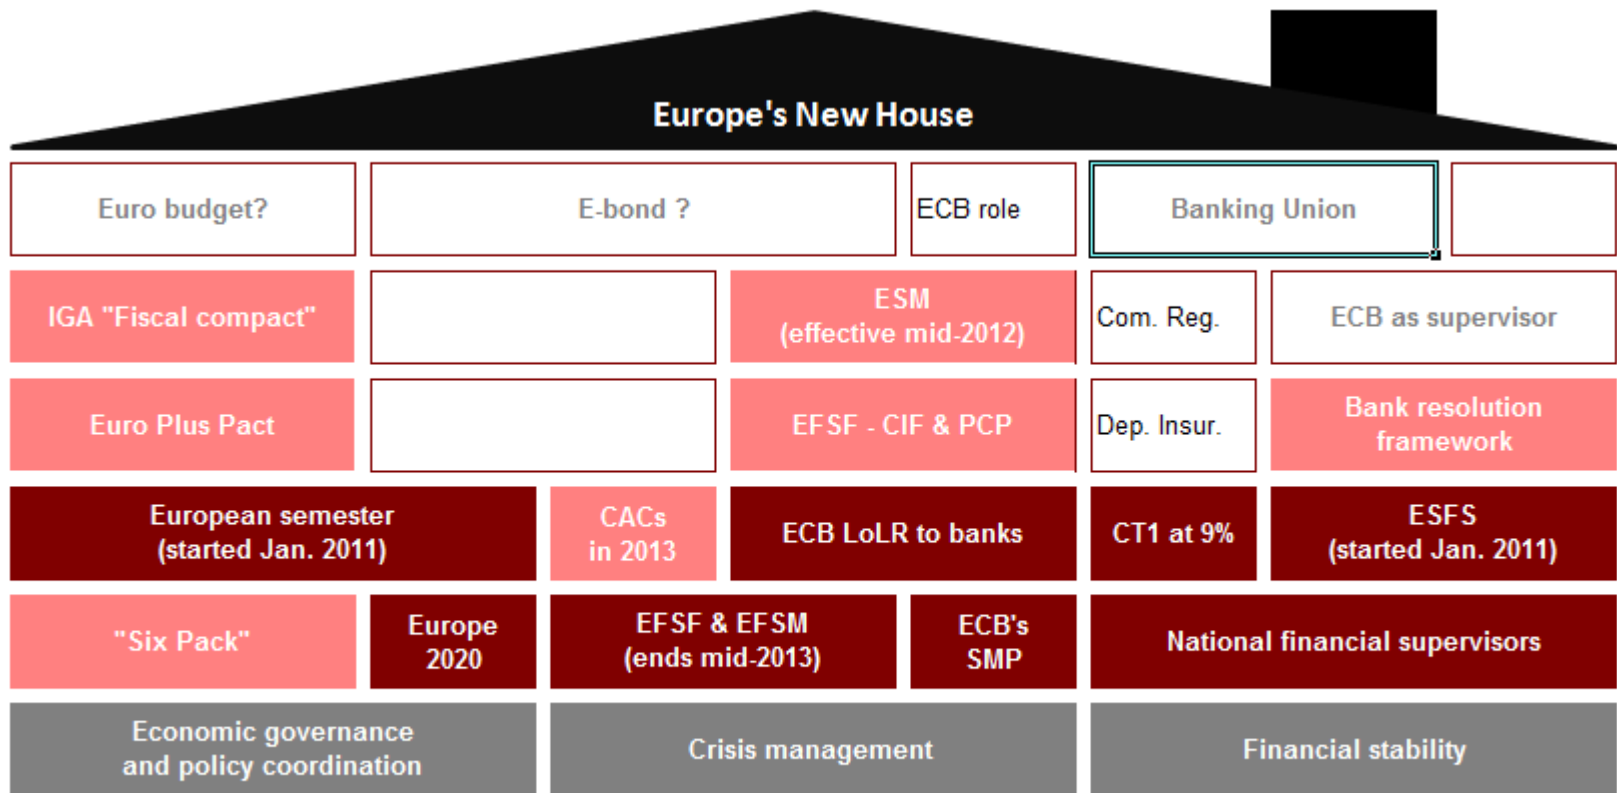 Europe's New House
Euro budget?
E-bond ?
ECB role
Banking Union
IGA "Fiscal compact"
ESM
(effective mid-2012)
Com. Reg.
ECB as supervisor
Euro Plus Pact
EFSF - CIF & PCP
Dep. Insur.
Bank resolution
framework
European semester
(started Jan. 2011)
CACs
in 2013
ECB LoLR to banks
CT1 at 9%
ESFS
(started Jan. 2011)
"Six Pack"
Europe
2020
EFSF & EFSM
(ends mid-2013)
ECB's
SMP
National financial supervisors
Economic governance
and policy coordination
Crisis management
Financial stability